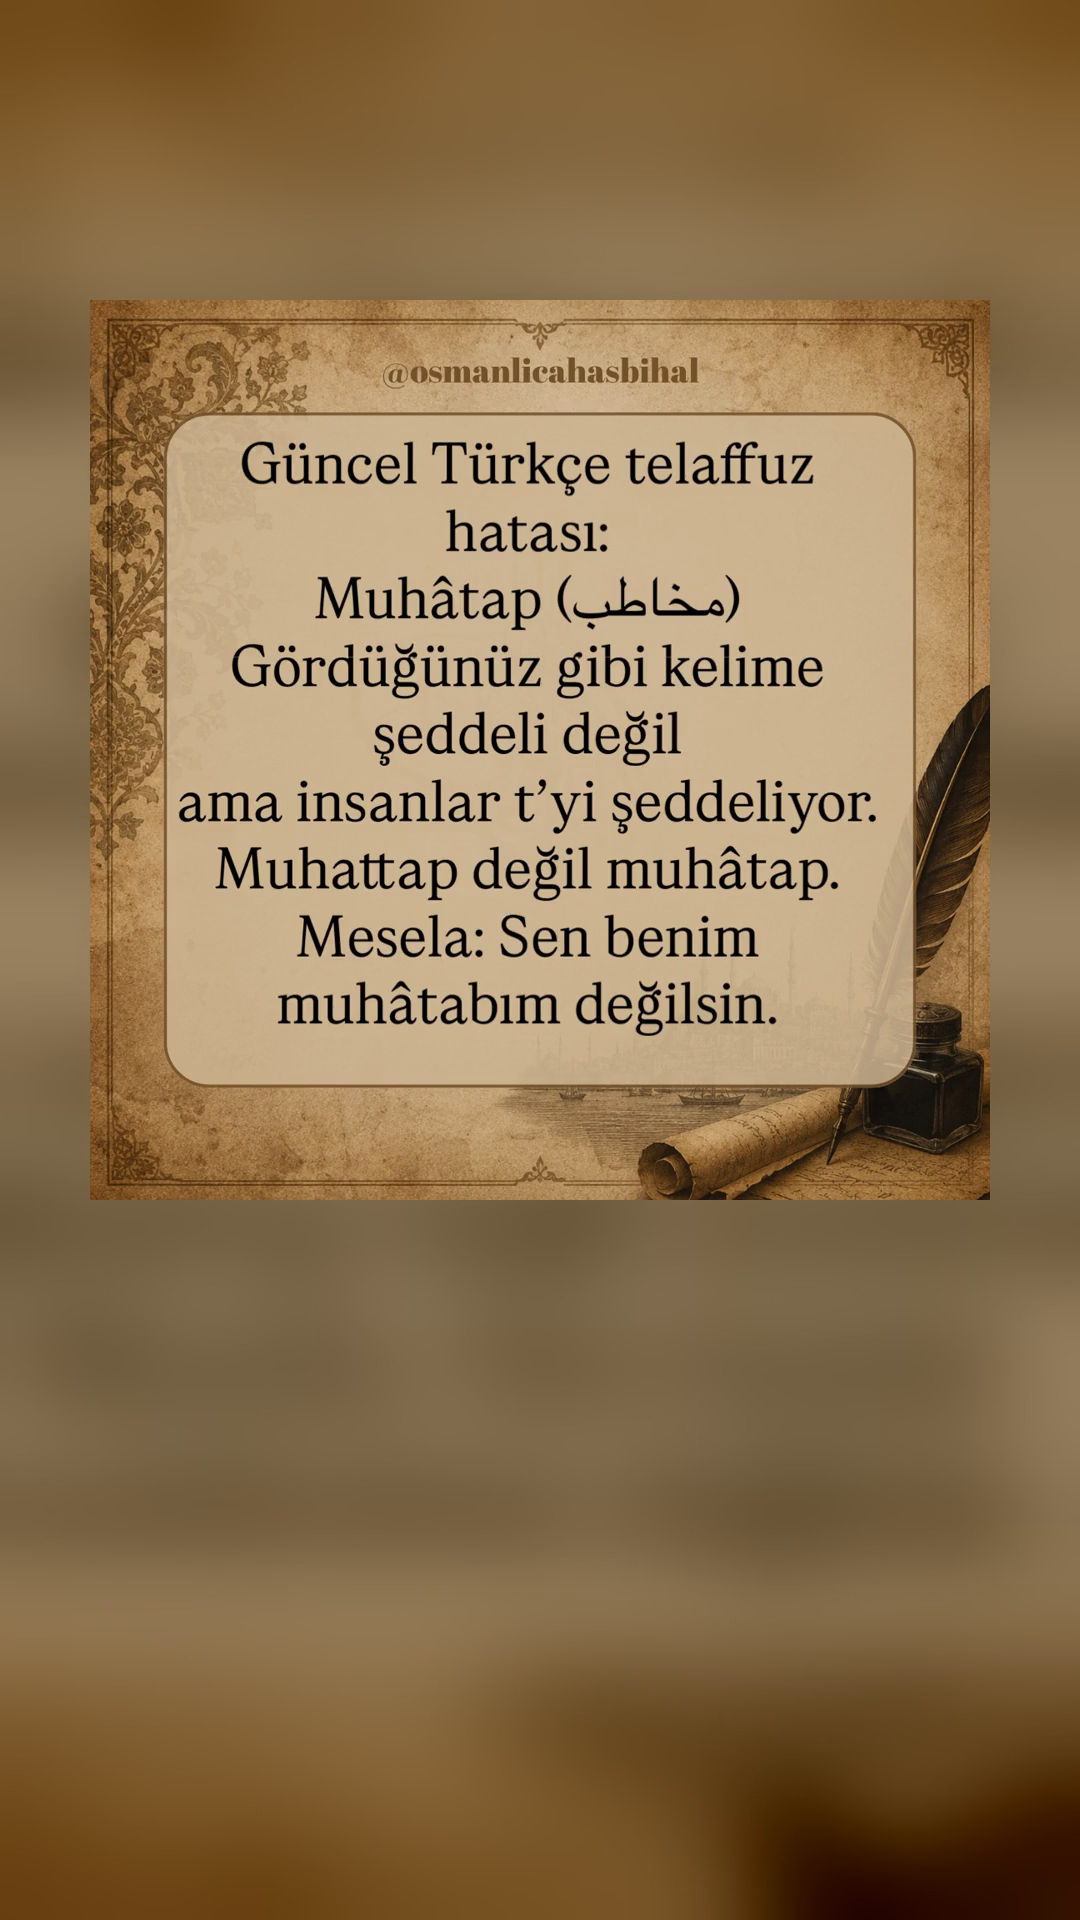 @osmanlicahasbihal
Güncel Türkçe telaffuz
hatası:
Muhâtap (مخاطب)
Gördüğünüz gibi kelime
şeddeli değil
ama insanlar t’yi şeddeliyor.
Muhattap değil muhâtap.
Mesela: Sen benim
muhâtabım değilsin.